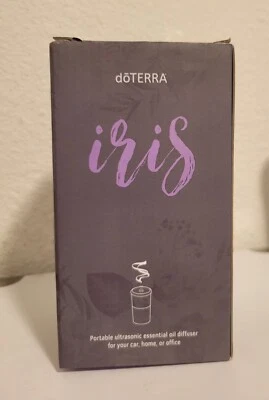 dōTERRA
iris
Portable ultrasonic essential oil diffuser
for your car, home, or office